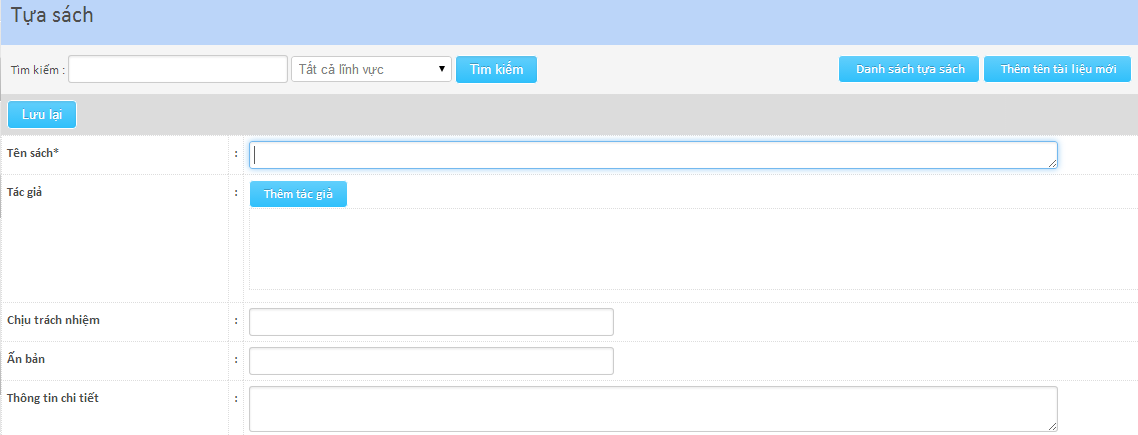 Tựa sách
Tìm kiếm : Tất cả lĩnh vực Tìm kiếm Danh sách tựa sách Thêm tên tài liệu mới
Lưu lại
Tên sách* :
Tác giả : Thêm tác giả
Chịu trách nhiệm :
Ấn bản :
Thông tin chi tiết :